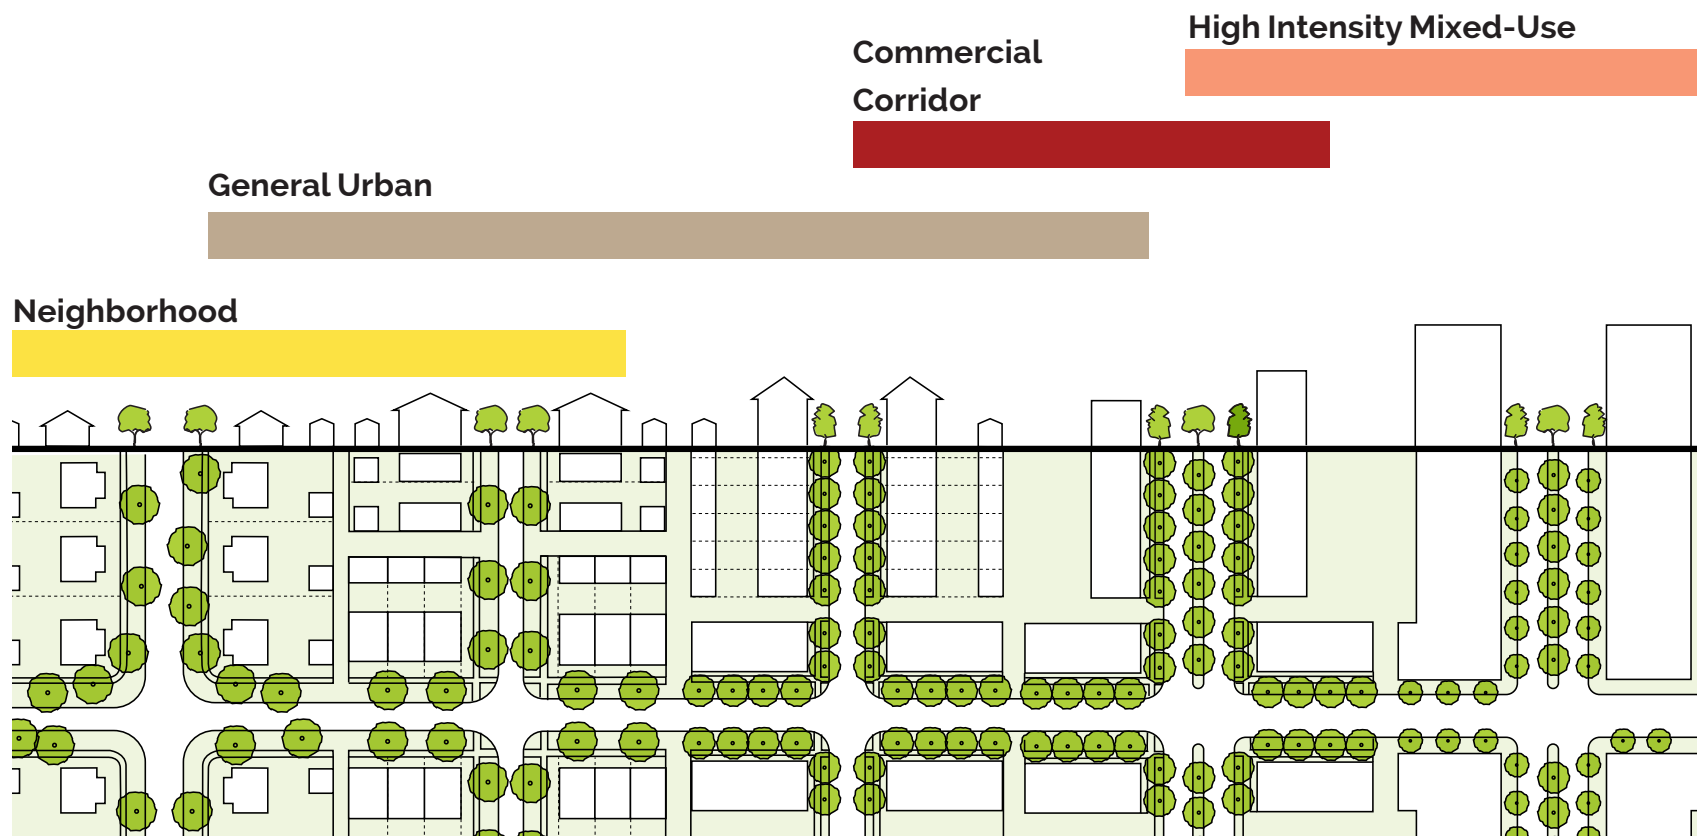 High Intensity Mixed-Use
Commercial
Corridor
General Urban
Neighborhood